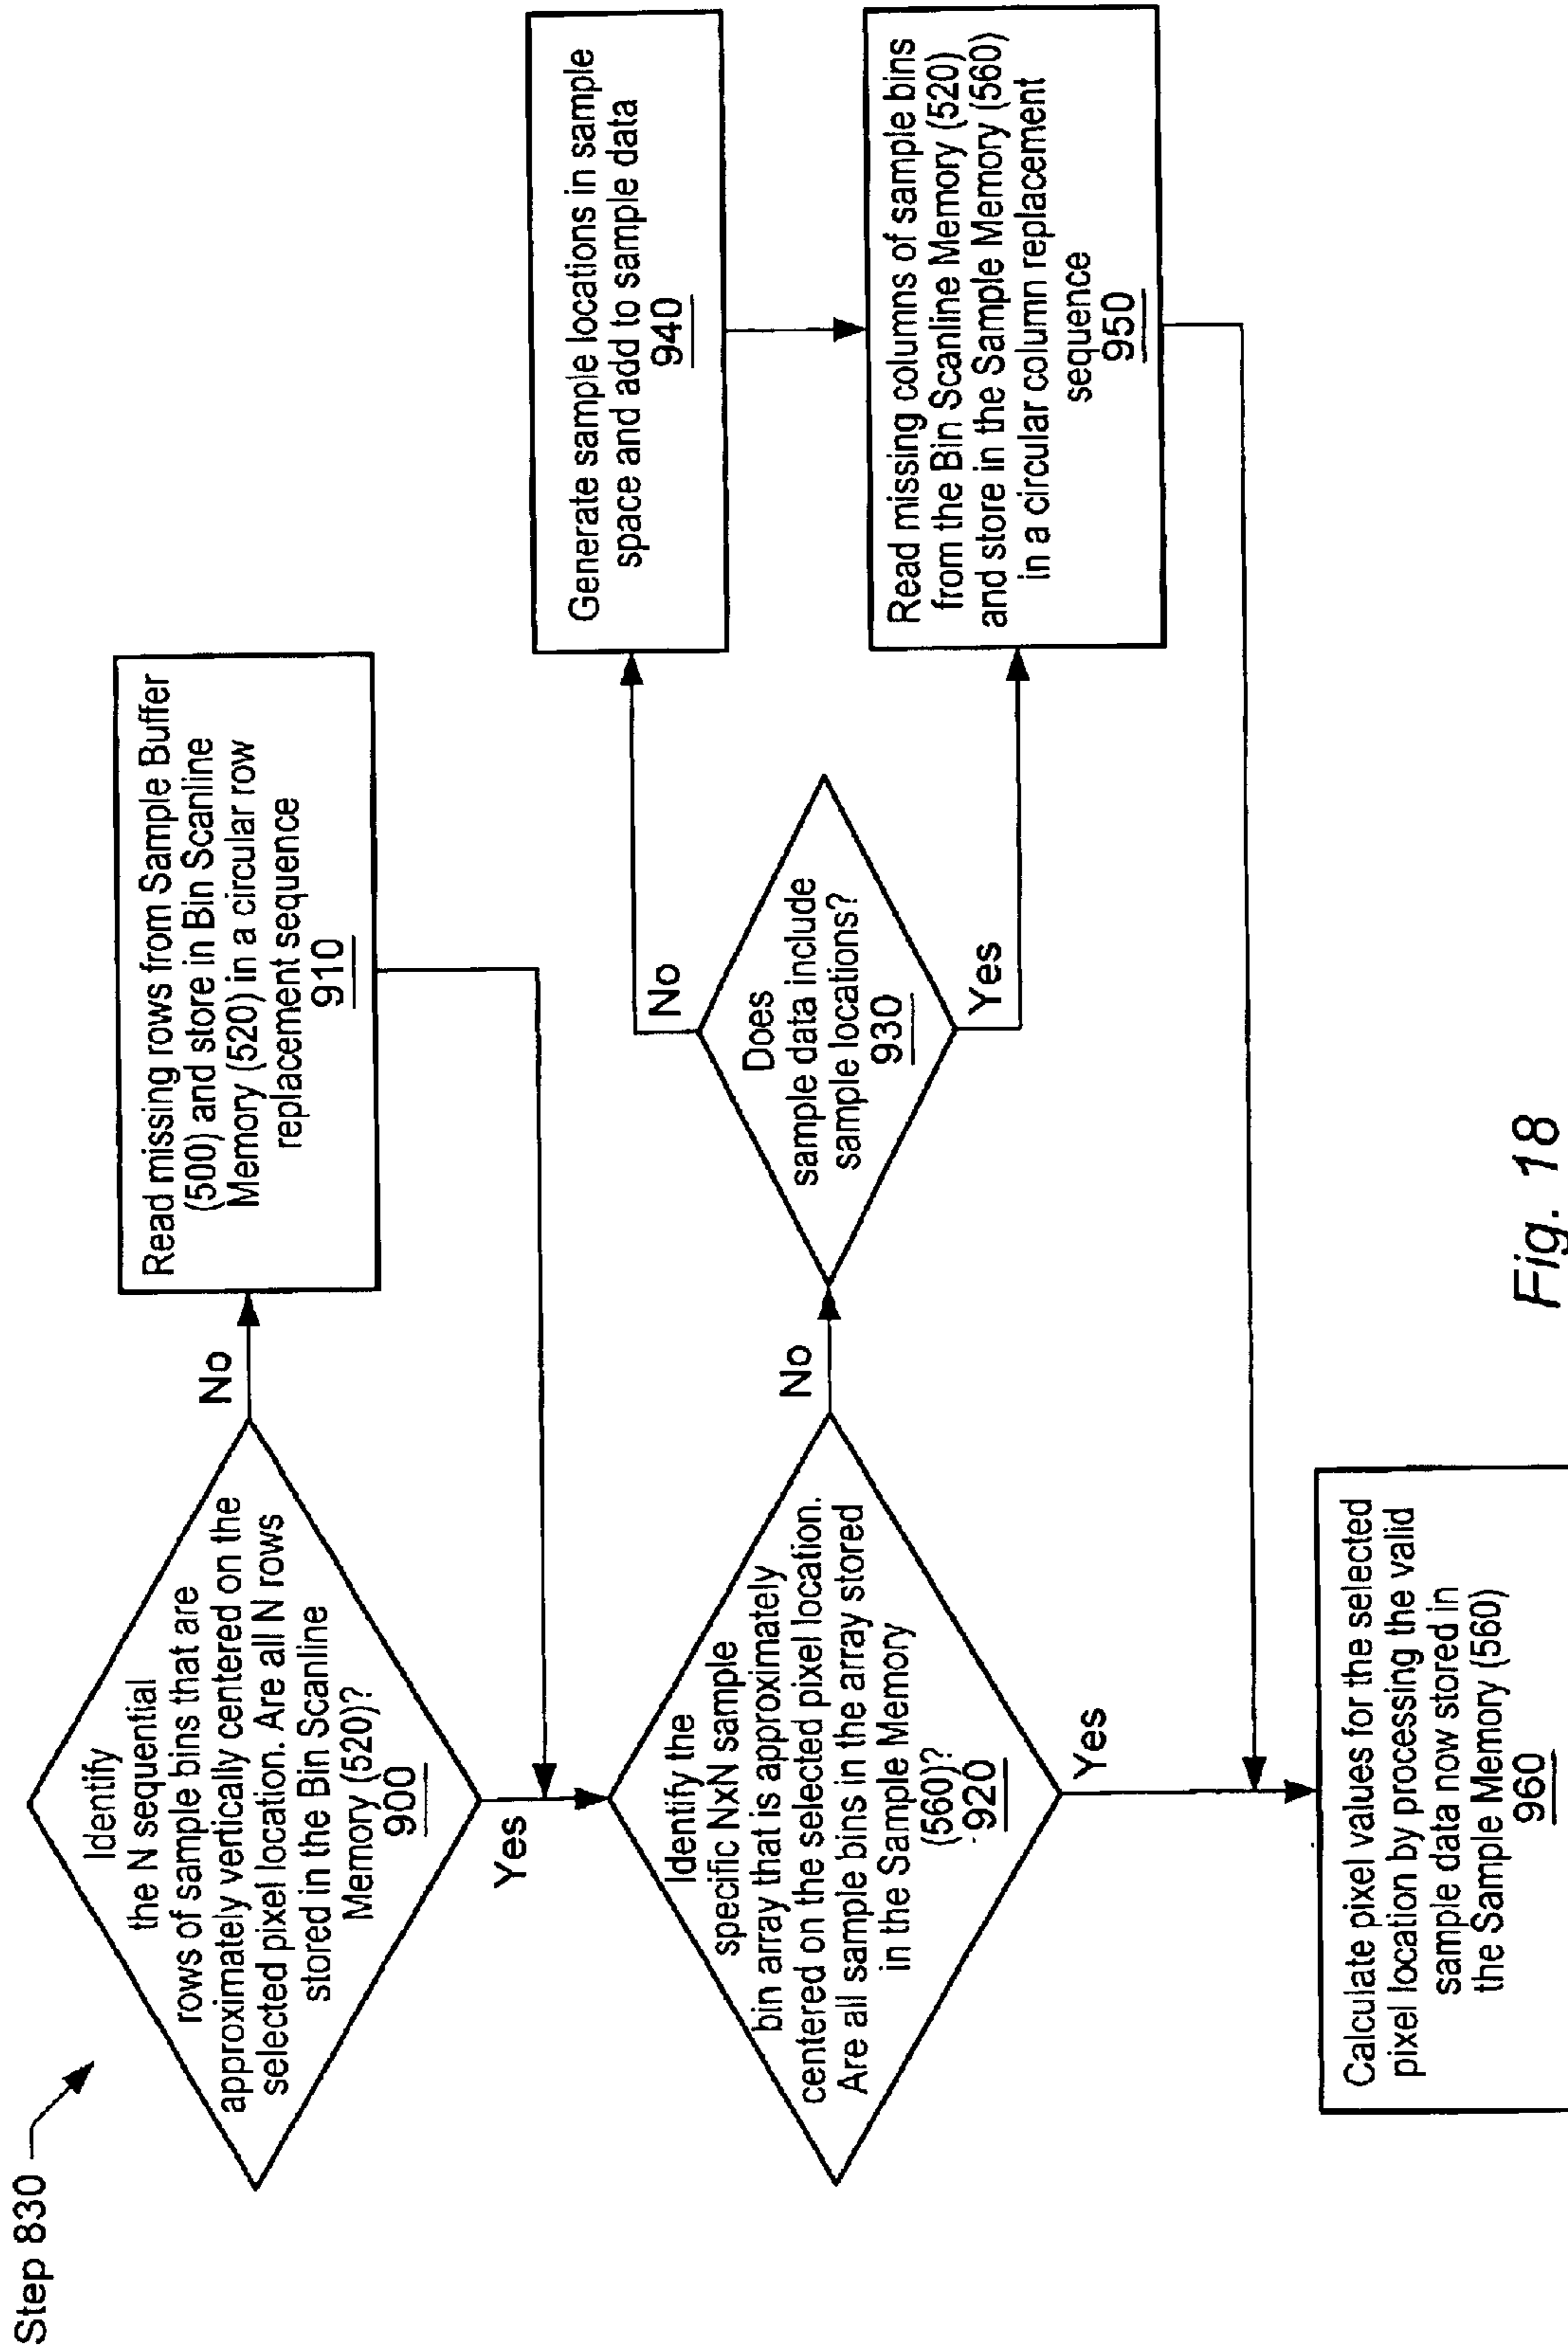 Step 830
Identify
the N sequential
rows of sample bins that are
approximately vertically centered on the
selected pixel location. Are all N rows
stored in the Bin Scanline
Memory (520)?
900
No
Read missing rows from Sample Buffer
(500) and store in Bin Scanline
Memory (520) in a circular row
replacement sequence
910
Yes
Identify the
specific NxN sample
bin array that is approximately
centered on the selected pixel location.
Are all sample bins in the array stored
in the Sample Memory
(560)?
920
No
Does
sample data include
sample locations?
930
No
Generate sample locations in sample
space and add to sample data
940
Yes
Read missing columns of sample bins
from the Bin Scanline Memory (520)
and store in the Sample Memory (560)
in a circular column replacement
sequence
950
Yes
Calculate pixel values for the selected
pixel location by processing the valid
sample data now stored in
the Sample Memory (560)
960
Fig. 18